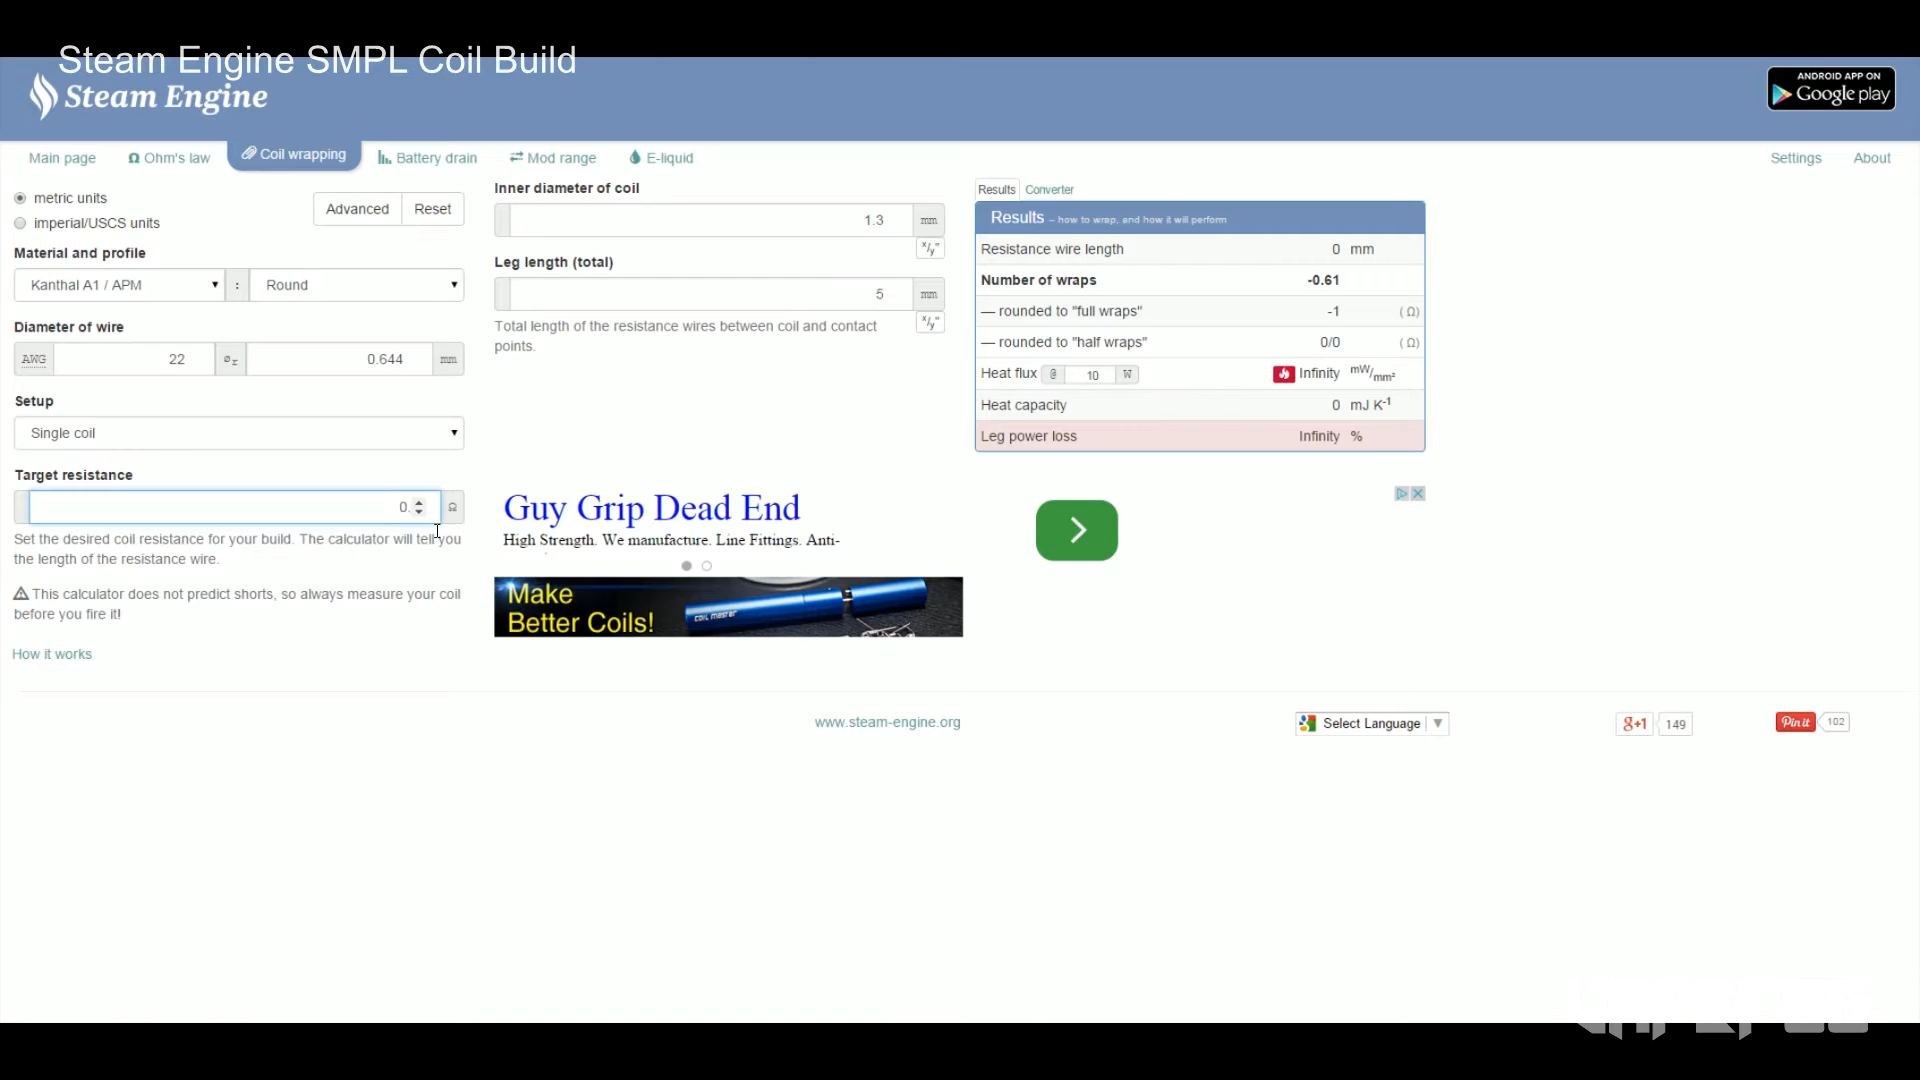 Steam Engine SMPL Coil Build
Steam Engine
ANDROID APP ON
Google play
Main page
Ω Ohm's law
Coil wrapping
Battery drain
Mod range
E-liquid
Settings
About
metric units
imperial/USCS units
Advanced
Reset
Material and profile
Kanthal A1 / APM
:
Round
Diameter of wire
AWG
22
0.644
mm
Setup
Single coil
Target resistance
0.
Ω
Set the desired coil resistance for your build. The calculator will tell you
the length of the resistance wire.
This calculator does not predict shorts, so always measure your coil
before you fire it!
How it works
Inner diameter of coil
1.3
mm
x/y"
Leg length (total)
5
mm
x/y"
Total length of the resistance wires between coil and contact
points.
Guy Grip Dead End
High Strength. We manufacture. Line Fittings. Anti-
Make
Better Coils!
COIL MASTER
Results
Converter
Results – how to wrap, and how it will perform
Resistance wire length 0 mm
Number of wraps -0.61
— rounded to "full wraps" -1 ( Ω)
— rounded to "half wraps" 0/0 ( Ω)
Heat flux @ 10 W Infinity mW/mm²
Heat capacity 0 mJ K-1
Leg power loss Infinity %
www.steam-engine.org
Select Language
g+1
149
Pin it
102